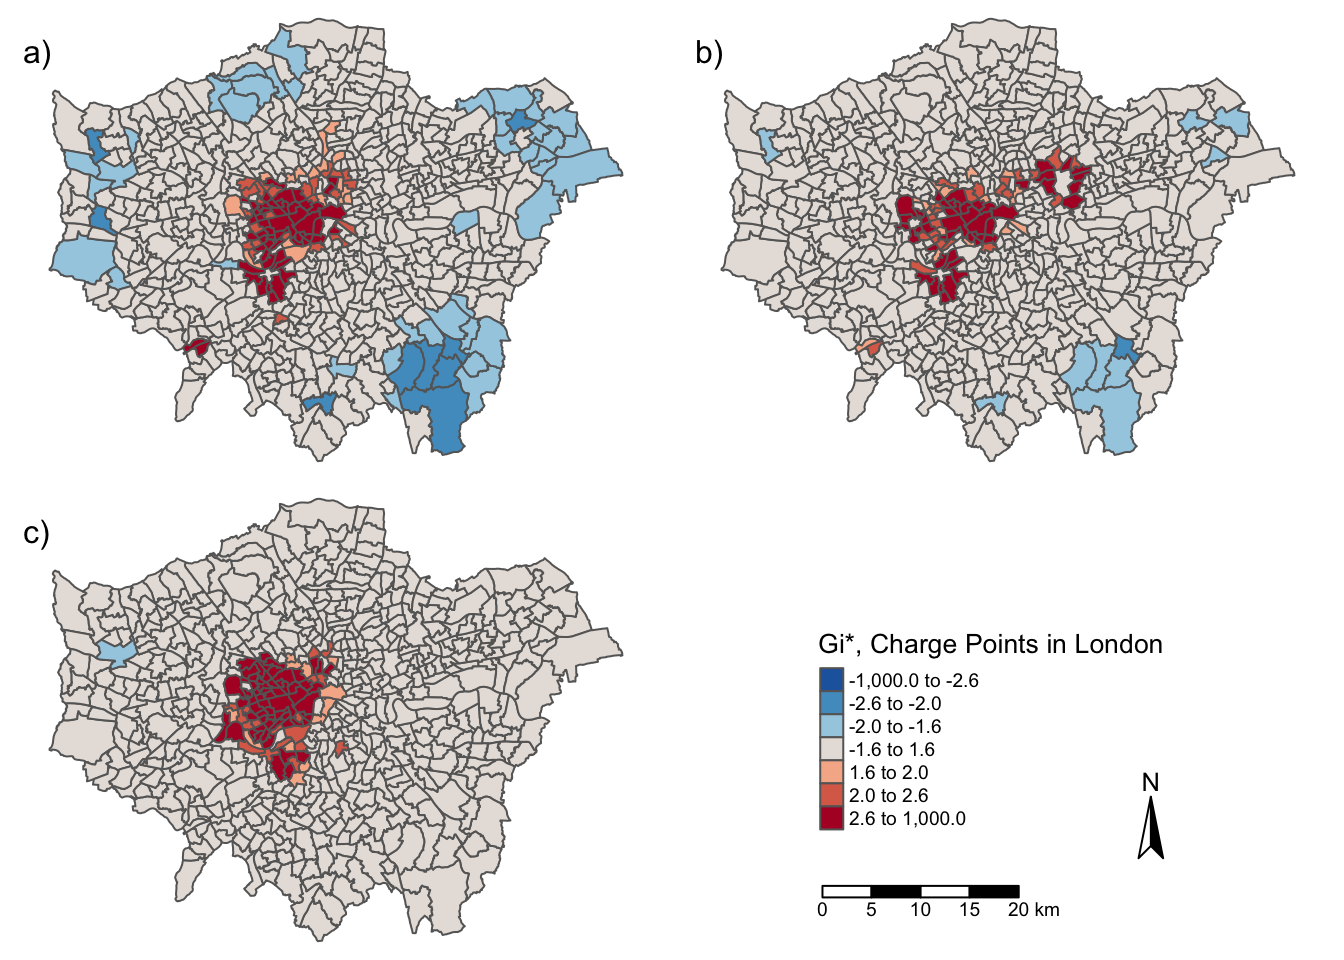 a)
b)
c)
Gi*, Charge Points in London
-1,000.0 to -2.6
-2.6 to -2.0
-2.0 to -1.6
-1.6 to 1.6
1.6 to 2.0
2.0 to 2.6
2.6 to 1,000.0
N
0 5 10 15 20 km